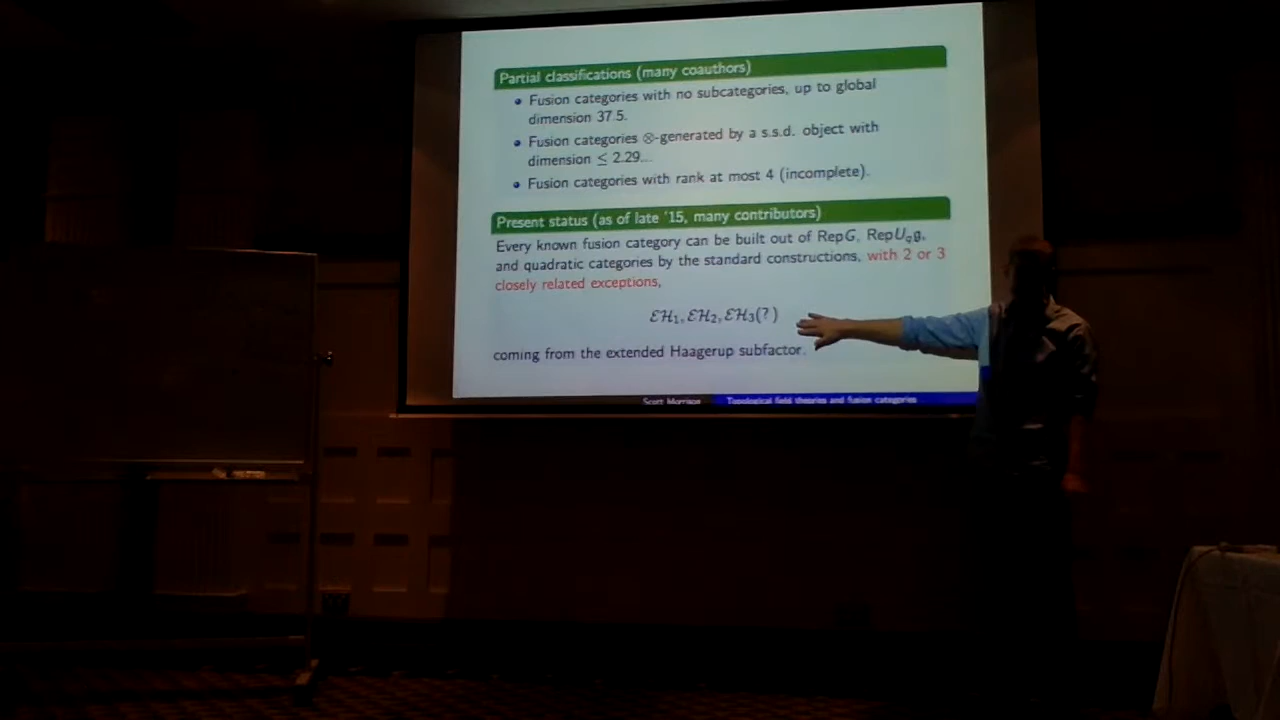 Partial classifications (many coauthors)
• Fusion categories with no subcategories, up to global
dimension 37.5.
• Fusion categories ⊗-generated by a s.s.d. object with
dimension ≤ 2.29...
• Fusion categories with rank at most 4 (incomplete).
Present status (as of late '15, many contributors)
Every known fusion category can be built out of RepG, RepU_q𝔤,
and quadratic categories by the standard constructions, with 2 or 3
closely related exceptions,
ℰℋ₁, ℰℋ₂, ℰℋ₃(?)
coming from the extended Haagerup subfactor.
Scott Morrison Topological field theories and fusion categories